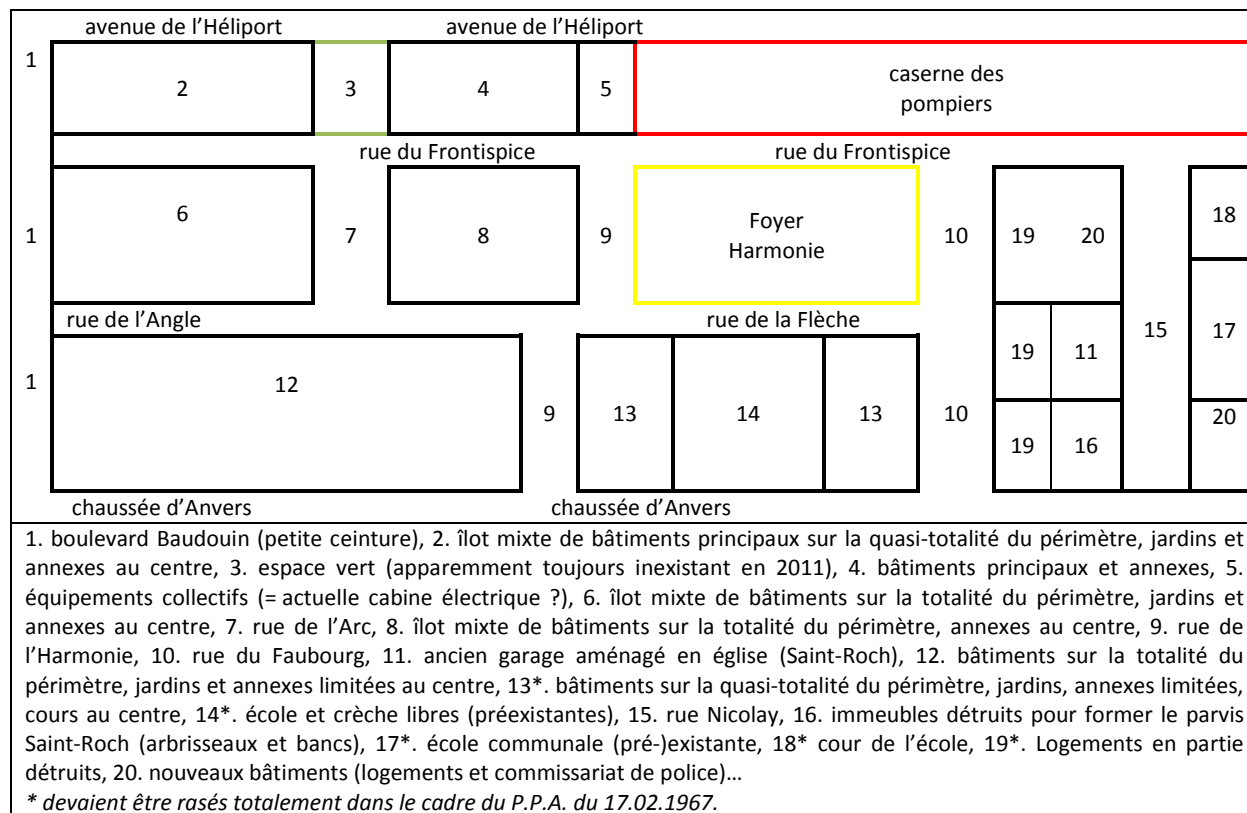 avenue de l’Héliport avenue de l’Héliport
1
2 3 4 5 caserne des
pompiers
rue du Frontispice rue du Frontispice
1 6 7 8 9 Foyer
Harmonie 10 19 20 18
rue de l’Angle rue de la Flèche
1 12 9 13 14 13 10 19 11 15 17
19 16 20
chaussée d’Anvers chaussée d’Anvers
1. boulevard Baudouin (petite ceinture), 2. îlot mixte de bâtiments principaux sur la quasi-totalité du périmètre, jardins et
annexes au centre, 3. espace vert (apparemment toujours inexistant en 2011), 4. bâtiments principaux et annexes, 5.
équipements collectifs (= actuelle cabine électrique ?), 6. îlot mixte de bâtiments sur la totalité du périmètre, jardins et
annexes au centre, 7. rue de l’Arc, 8. îlot mixte de bâtiments sur la totalité du périmètre, annexes au centre, 9. rue de
l’Harmonie, 10. rue du Faubourg, 11. ancien garage aménagé en église (Saint-Roch), 12. bâtiments sur la totalité du
périmètre, jardins et annexes limitées au centre, 13*. bâtiments sur la quasi-totalité du périmètre, jardins, annexes limitées,
cours au centre, 14*. école et crèche libres (préexistantes), 15. rue Nicolay, 16. immeubles détruits pour former le parvis
Saint-Roch (arbrisseaux et bancs), 17*. école communale (pré-)existante, 18* cour de l’école, 19*. Logements en partie
détruits, 20. nouveaux bâtiments (logements et commissariat de police)…
* devaient être rasés totalement dans le cadre du P.P.A. du 17.02.1967.